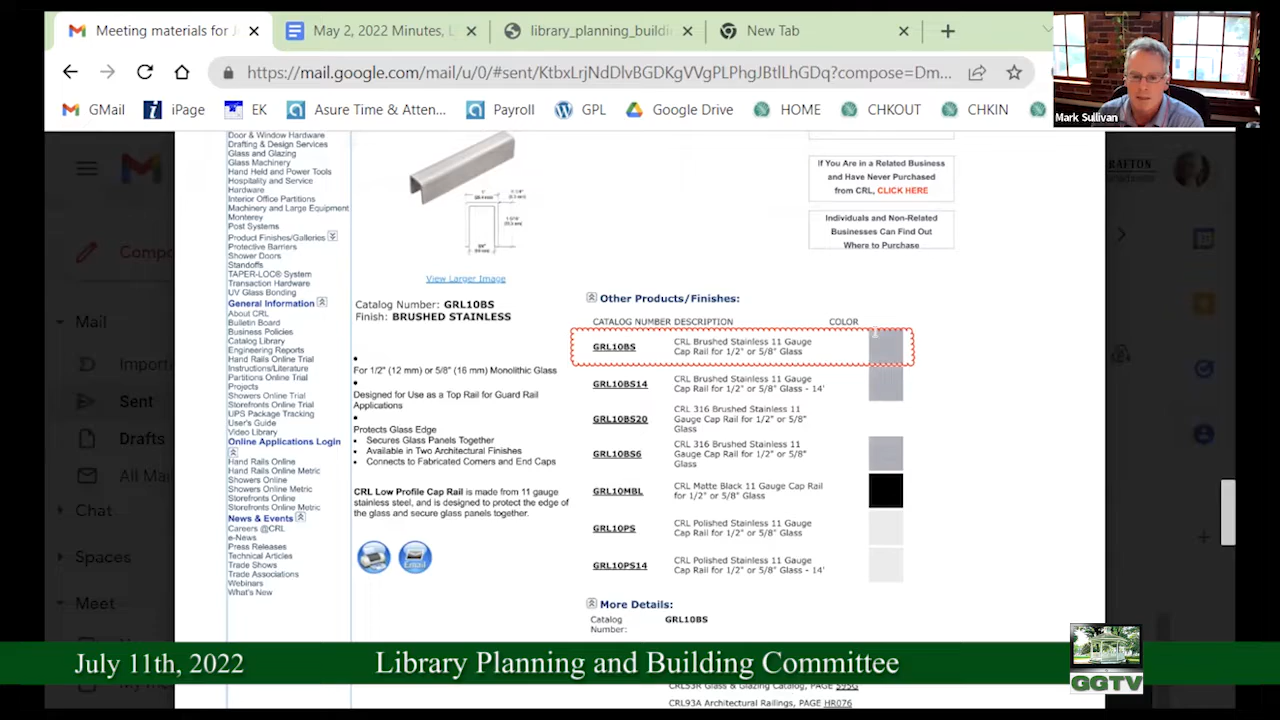 Meeting materials for J
May 2, 2022 Minutes, L
library_planning_buildi
New Tab
https://mail.google.com/mail/u/0/#sent/KtbxLrjNdDlvBGDKgVVgPLPhgJBtlLhGDq?compose=Dm...
GMail
iPage
EK
Asure Time & Atten...
Payroll
GPL
Google Drive
HOME
CHKOUT
CHKIN
Mark Sullivan
Door & Window Hardware
Drafting & Design Services
Glass and Glazing
Glass Machinery
Hand Held and Power Tools
Hospitality and Service
Hardware
Interior Office Partitions
Machinery and Large Equipment
Monterey
Post Systems
Product Finishes/Galleries
Protective Barriers
Shower Doors
Standoffs
TAPER-LOC® System
Transaction Hardware
UV Glass Bonding
General Information
About CRL
Bulletin Board
Business Policies
Catalog Library
Engineering Reports
Hand Rails Online Trial
Instructions/Literature
Partitions Online Trial
Projects
Showers Online Trial
Storefronts Online Trial
UPS Package Tracking
User's Guide
Video Library
Online Applications Login
Hand Rails Online
Hand Rails Online Metric
Showers Online
Showers Online Metric
Storefronts Online
Storefronts Online Metric
News & Events
Careers @CRL
e-News
Press Releases
Technical Articles
Trade Shows
Trade Associations
Webinars
What's New
Mail
Sent
Drafts
All Ma
Chat
Spaces
Meet
View Larger Image
Catalog Number: GRL10BS
Finish: BRUSHED STAINLESS
For 1/2" (12 mm) or 5/8" (16 mm) Monolithic Glass
Designed for Use as a Top Rail for Guard Rail
Applications
Protects Glass Edge
Secures Glass Panels Together
Available in Two Architectural Finishes
Connects to Fabricated Corners and End Caps
CRL Low Profile Cap Rail is made from 11 gauge
stainless steel, and is designed to protect the edge of
the glass and secure glass panels together.
Email
If You Are in a Related Business
and Have Never Purchased
from CRL, CLICK HERE
Individuals and Non-Related
Businesses Can Find Out
Where to Purchase
Other Products/Finishes:
CATALOG NUMBER DESCRIPTION COLOR
GRL10BS CRL Brushed Stainless 11 Gauge
Cap Rail for 1/2" or 5/8" Glass
GRL10BS14 CRL Brushed Stainless 11 Gauge
Cap Rail for 1/2" or 5/8" Glass - 14'
GRL10BS20 CRL 316 Brushed Stainless 11
Gauge Cap Rail for 1/2" or 5/8"
Glass
GRL10BS6 CRL 316 Brushed Stainless 11
Gauge Cap Rail for 1/2" or 5/8"
Glass
GRL10MBL CRL Matte Black 11 Gauge Cap Rail
for 1/2" or 5/8" Glass
GRL10PS CRL Polished Stainless 11 Gauge
Cap Rail for 1/2" or 5/8" Glass
GRL10PS14 CRL Polished Stainless 11 Gauge
Cap Rail for 1/2" or 5/8" Glass - 14'
More Details:
Catalog
Number:
GRL10BS
July 11th, 2022
Library Planning and Building Committee
GGTV
CRL93A Architectural Railings, PAGE HR076